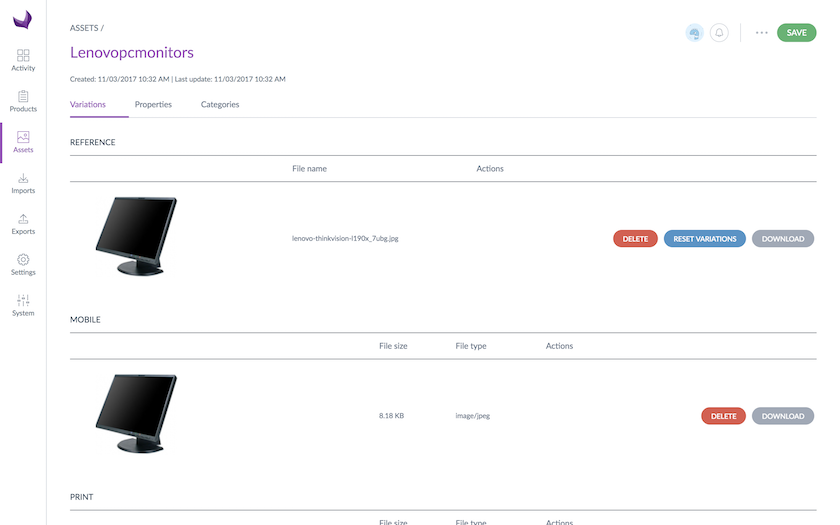 ASSETS /
SAVE
Lenovopcmonitors
Created: 11/03/2017 10:32 AM | Last update: 11/03/2017 10:32 AM
Activity
Products
Assets
Imports
Exports
Settings
System
Variations Properties Categories
REFERENCE
File name Actions
lenovo-thinkvision-l190x_7ubg.jpg DELETE RESET VARIATIONS DOWNLOAD
MOBILE
File size File type Actions
8.18 KB image/jpeg DELETE DOWNLOAD
PRINT
File size File type Actions